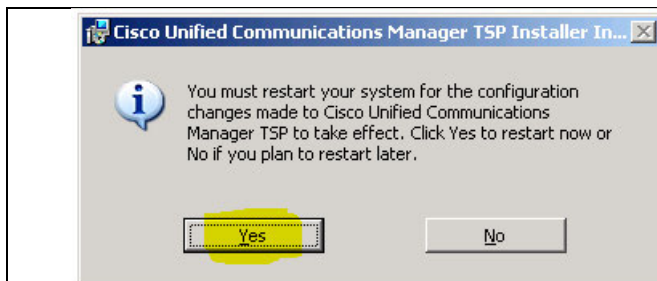 Cisco Unified Communications Manager TSP Installer In...
You must restart your system for the configuration
changes made to Cisco Unified Communications
Manager TSP to take effect. Click Yes to restart now or
No if you plan to restart later.
Yes
No